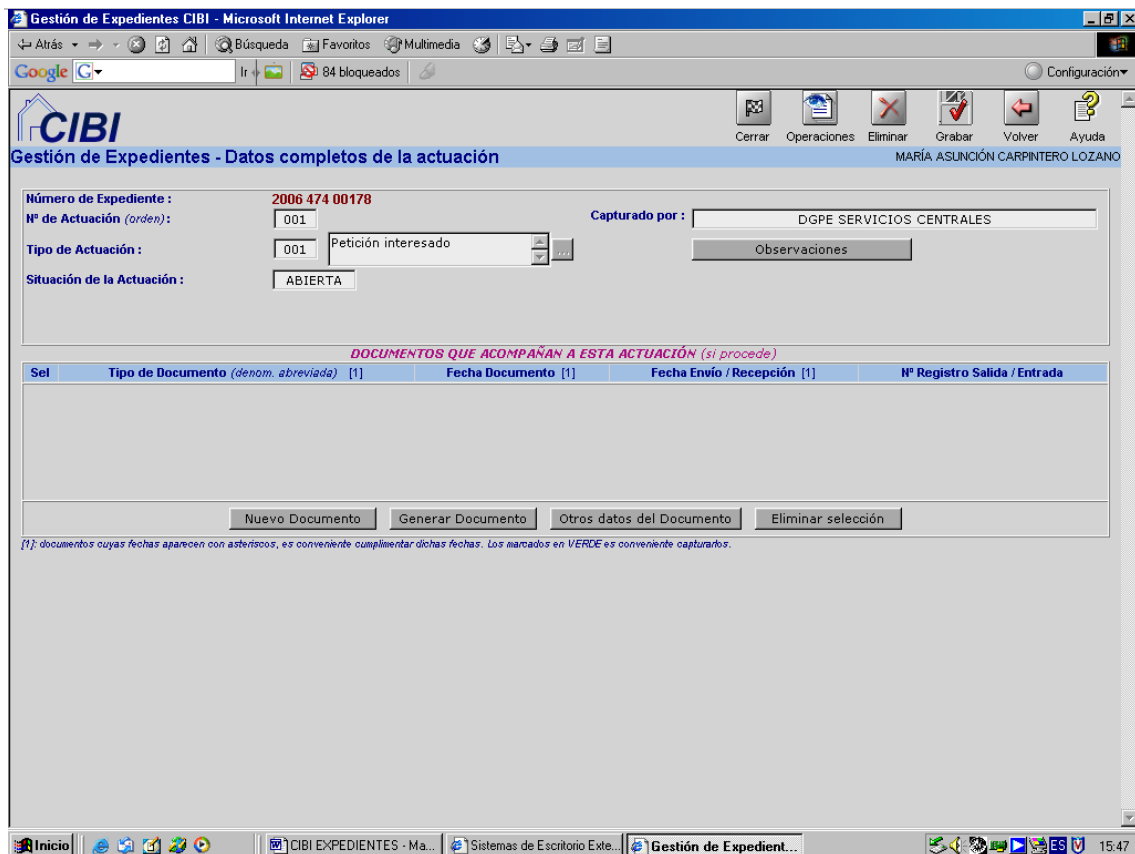 Gestión de Expedientes CIBI - Microsoft Internet Explorer
Atrás Búsqueda Favoritos Multimedia
Google G Ir 84 bloqueados Configuración
CIBI
Cerrar Operaciones Eliminar Grabar Volver Ayuda
Gestión de Expedientes - Datos completos de la actuación MARÍA ASUNCIÓN CARPINTERO LOZANO
Número de Expediente : 2006 474 00178
Nº de Actuación (orden) : 001 Capturado por : DGPE SERVICIOS CENTRALES
Tipo de Actuación : 001 Petición interesado ... Observaciones
Situación de la Actuación : ABIERTA
DOCUMENTOS QUE ACOMPAÑAN A ESTA ACTUACIÓN (si procede)
Sel Tipo de Documento (denom. abreviada) [1] Fecha Documento [1] Fecha Envío / Recepción [1] Nº Registro Salida / Entrada
Nuevo Documento Generar Documento Otros datos del Documento Eliminar selección
[1]: documentos cuyas fechas aparecen con asteriscos, es conveniente cumplimentar dichas fechas. Los marcados en VERDE es conveniente capturarlos.
Inicio CIBI EXPEDIENTES - Ma... Sistemas de Escritorio Exte... Gestión de Expedient... ES 15:47